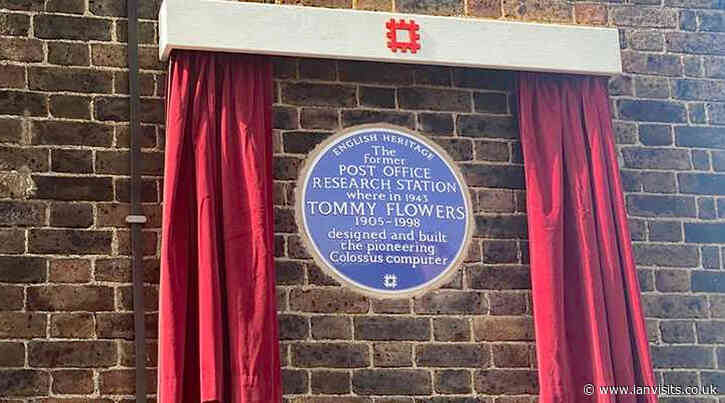 ENGLISH HERITAGE
The
former
POST OFFICE
RESEARCH STATION
where in 1943
TOMMY FLOWERS
1905-1998
designed and built
the pioneering
Colossus computer
© www.ianvisits.co.uk